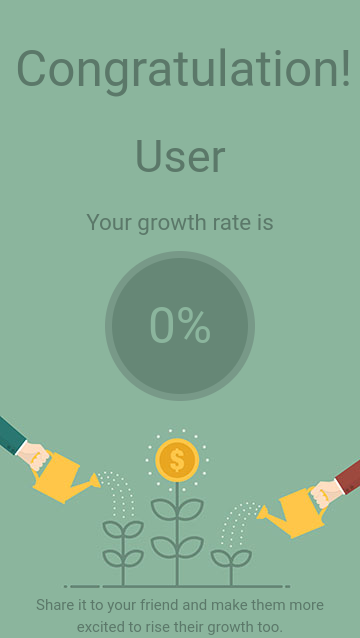 Congratulation!
User
Your growth rate is
0%
$
Share it to your friend and make them more
excited to rise their growth too.